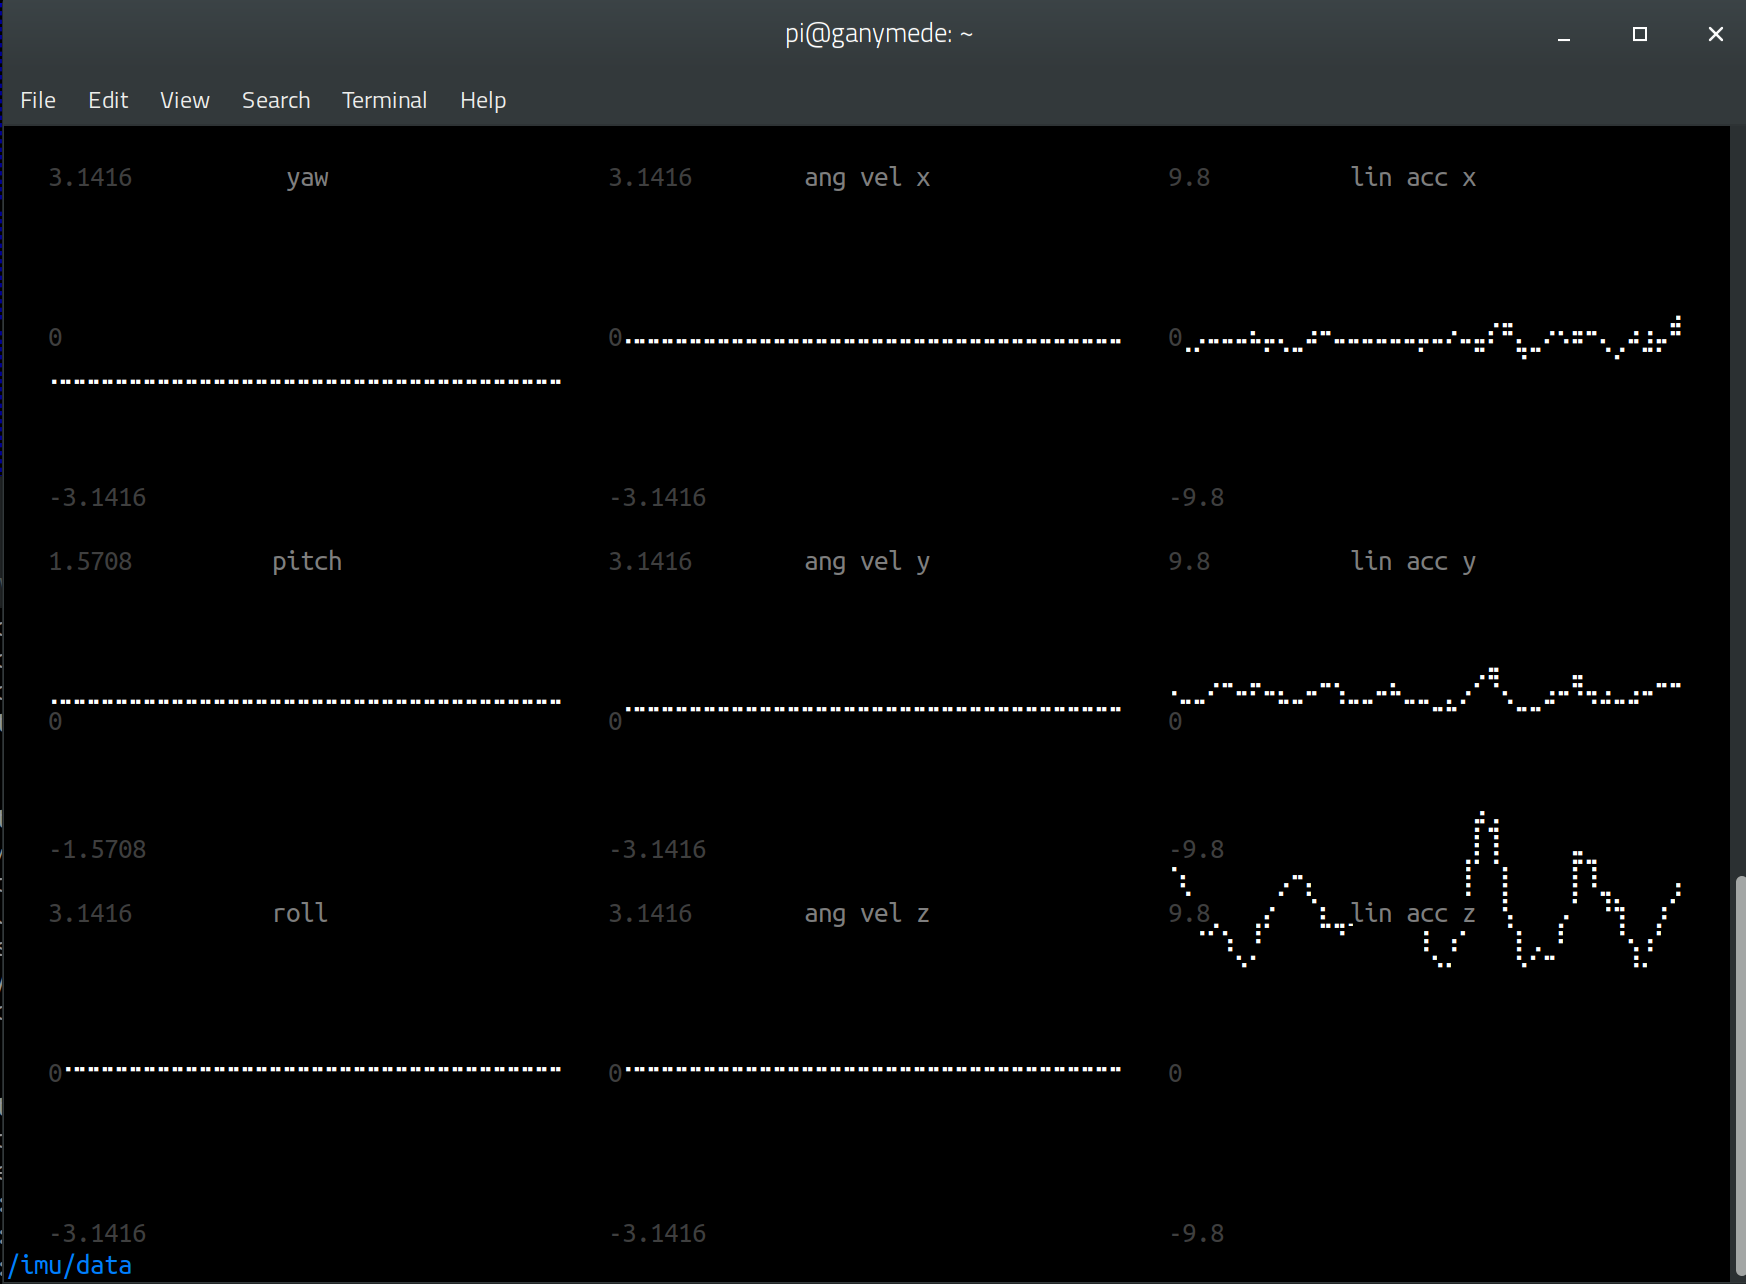 pi@ganymede: ~
File Edit View Search Terminal Help
3.1416 yaw 3.1416 ang vel x 9.8 lin acc x
0 0 0
-3.1416 -3.1416 -9.8
1.5708 pitch 3.1416 ang vel y 9.8 lin acc y
0 0 0
-1.5708 -3.1416 -9.8
3.1416 roll 3.1416 ang vel z 9.8 lin acc z
0 0 0
-3.1416 -3.1416 -9.8
/imu/data